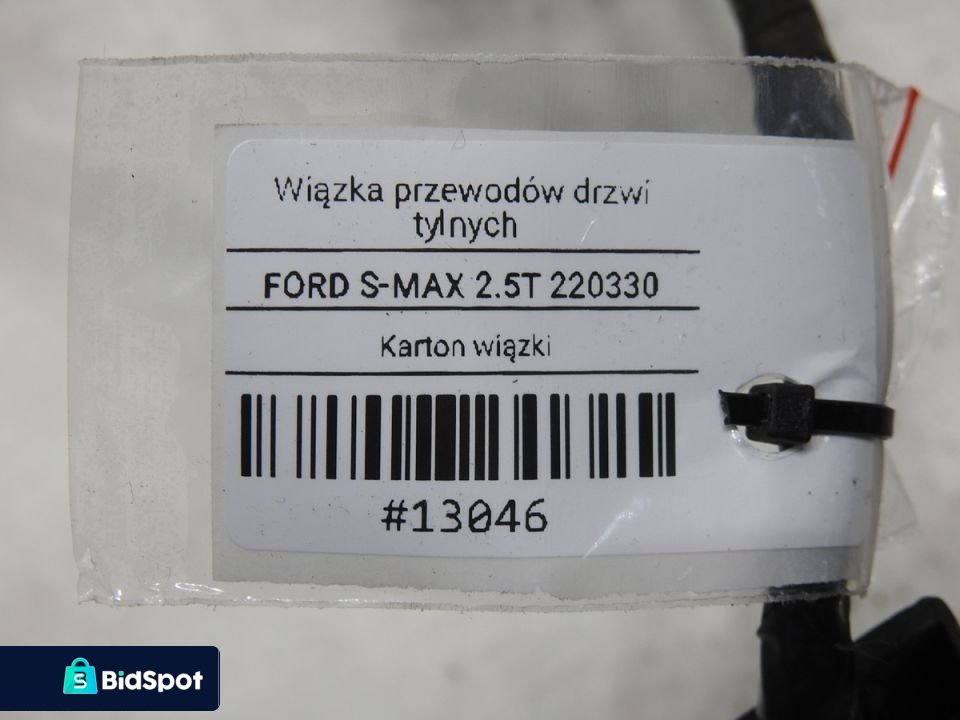 Wiązka przewodów drzwi
tylnych
FORD S-MAX 2.5T 220330
Karton wiązki
#13046
BidSpot